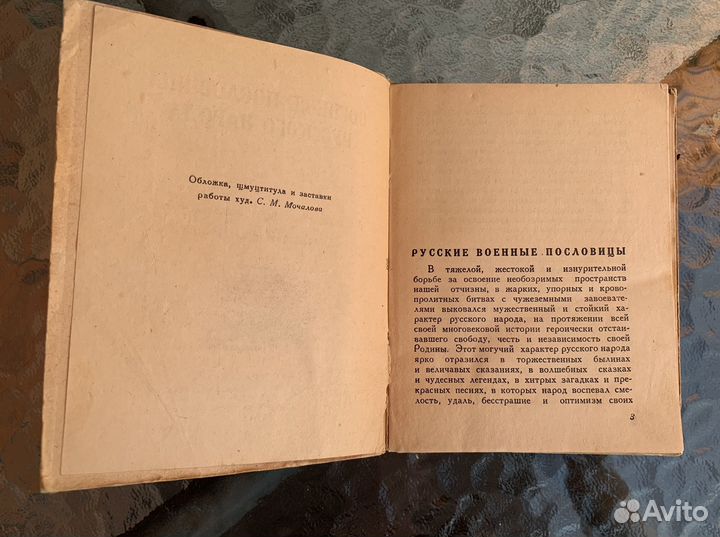 Обложка, шмуцтитула и заставки
работы худ. С. М. Мочалова
РУССКИЕ ВОЕННЫЕ ПОСЛОВИЦЫ
В тяжелой, жестокой и изнурительной
борьбе за освоение необозримых пространств
нашей отчизны, в жарких, упорных и крово-
пролитных битвах с чужеземными завоевате-
лями выковался мужественный и стойкий ха-
рактер русского народа, на протяжении всей
своей многовековой истории героически отстаи-
вавшего свободу, честь и независимость своей
Родины. Этот могучий характер русского народа
ярко отразился в торжественных былинах
и величавых сказаниях, в волшебных сказках
и чудесных легендах, в хитрых загадках и пре-
красных песнях, в которых народ воспевал сме-
лость, удаль, бесстрашие и оптимизм своих
3
Avito